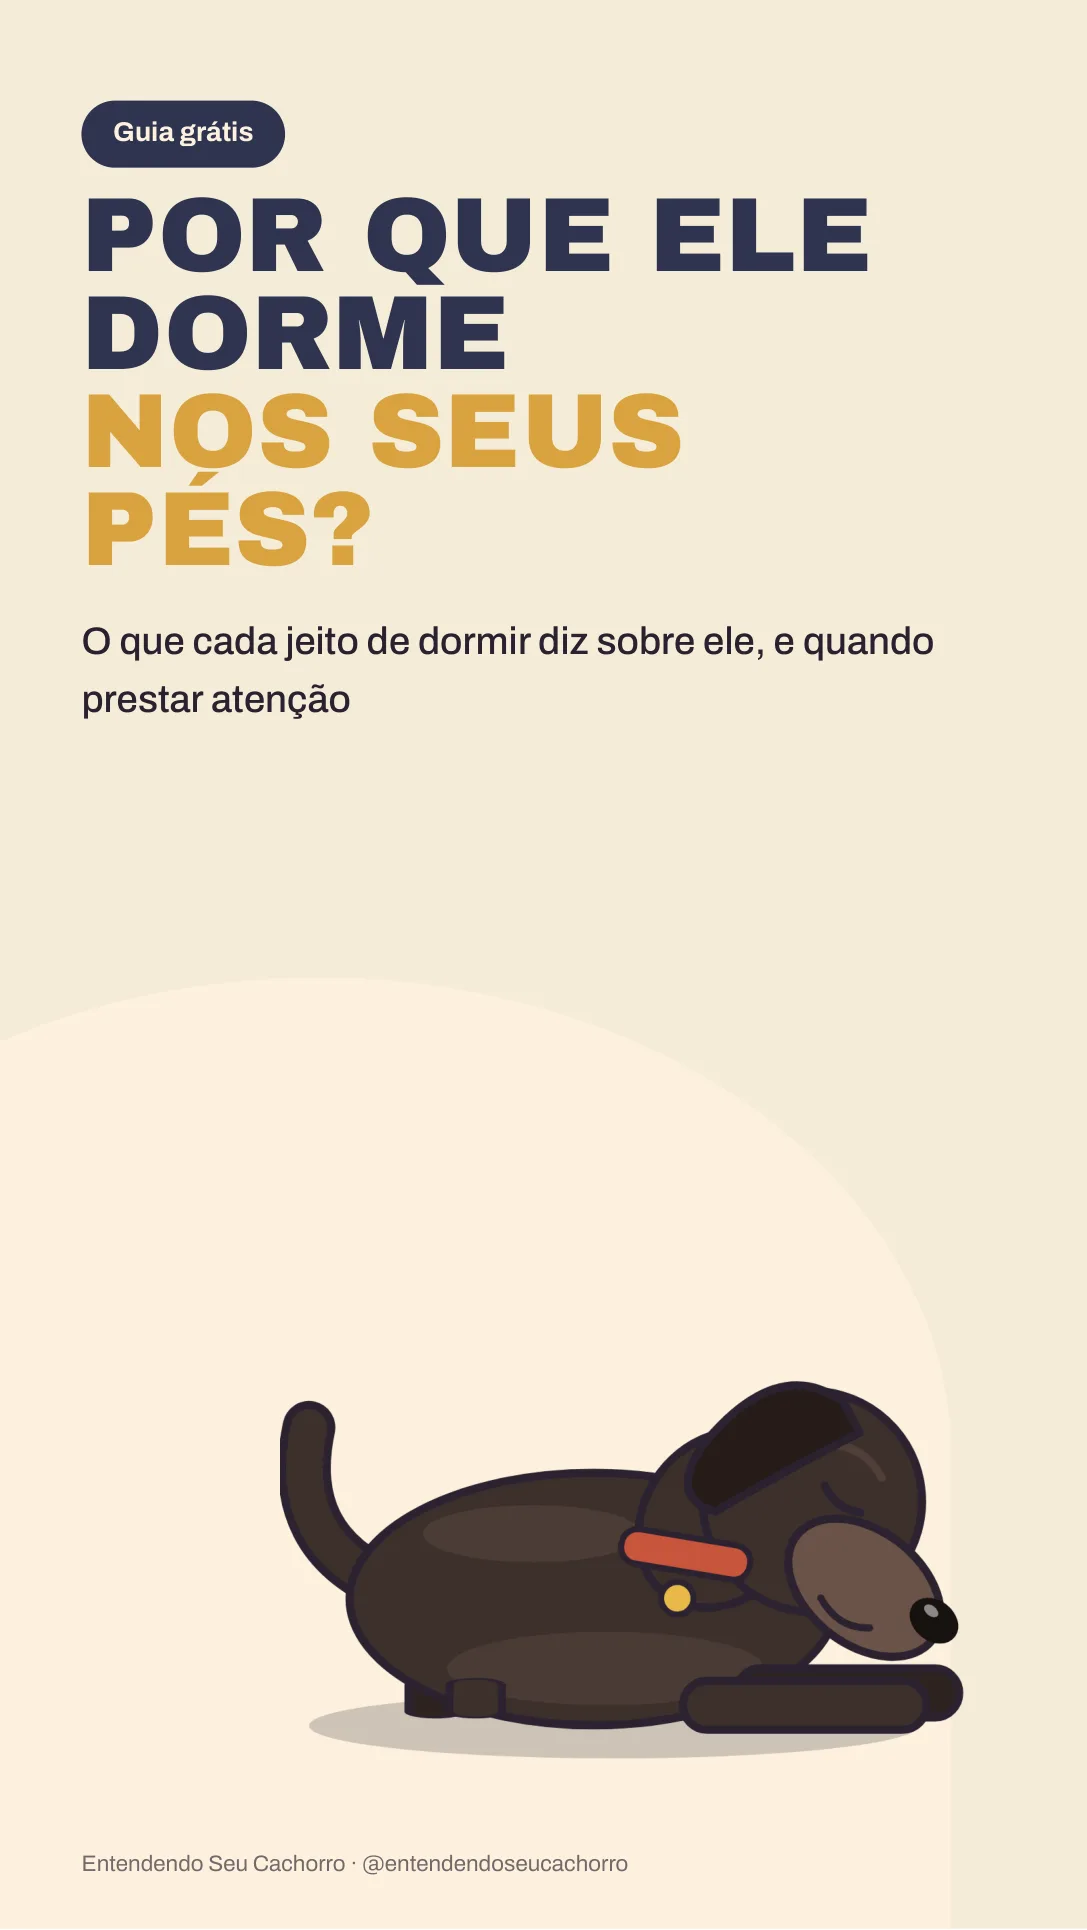 Guia grátis
POR QUE ELE
DORME
NOS SEUS
PÉS?
O que cada jeito de dormir diz sobre ele, e quando
prestar atenção
Entendendo Seu Cachorro · @entendendoseucachorro